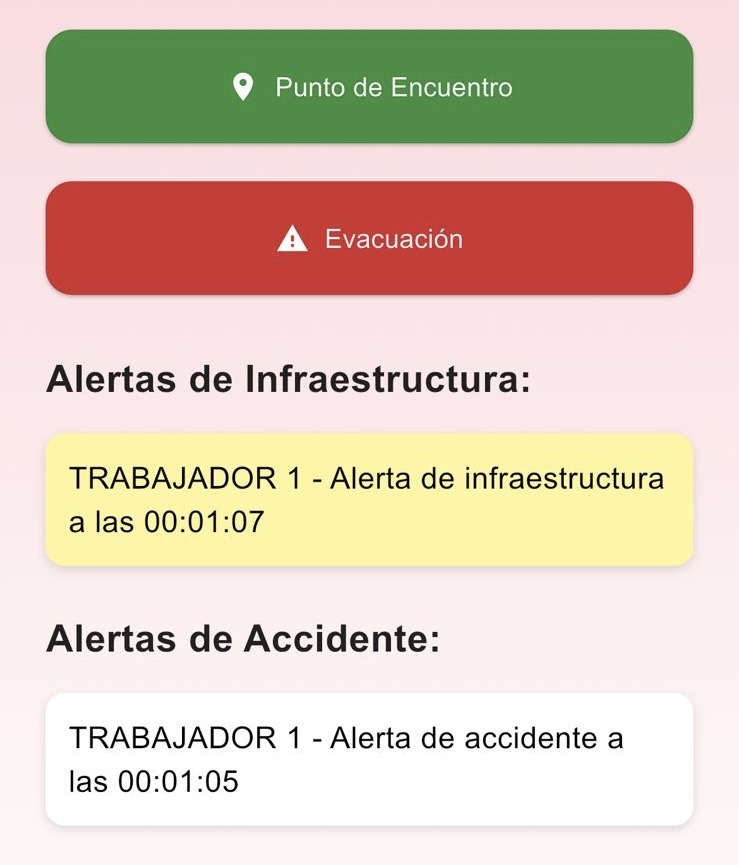 Punto de Encuentro
Evacuación
Alertas de Infraestructura:
TRABAJADOR 1 - Alerta de infraestructura
a las 00:01:07
Alertas de Accidente:
TRABAJADOR 1 - Alerta de accidente a
las 00:01:05